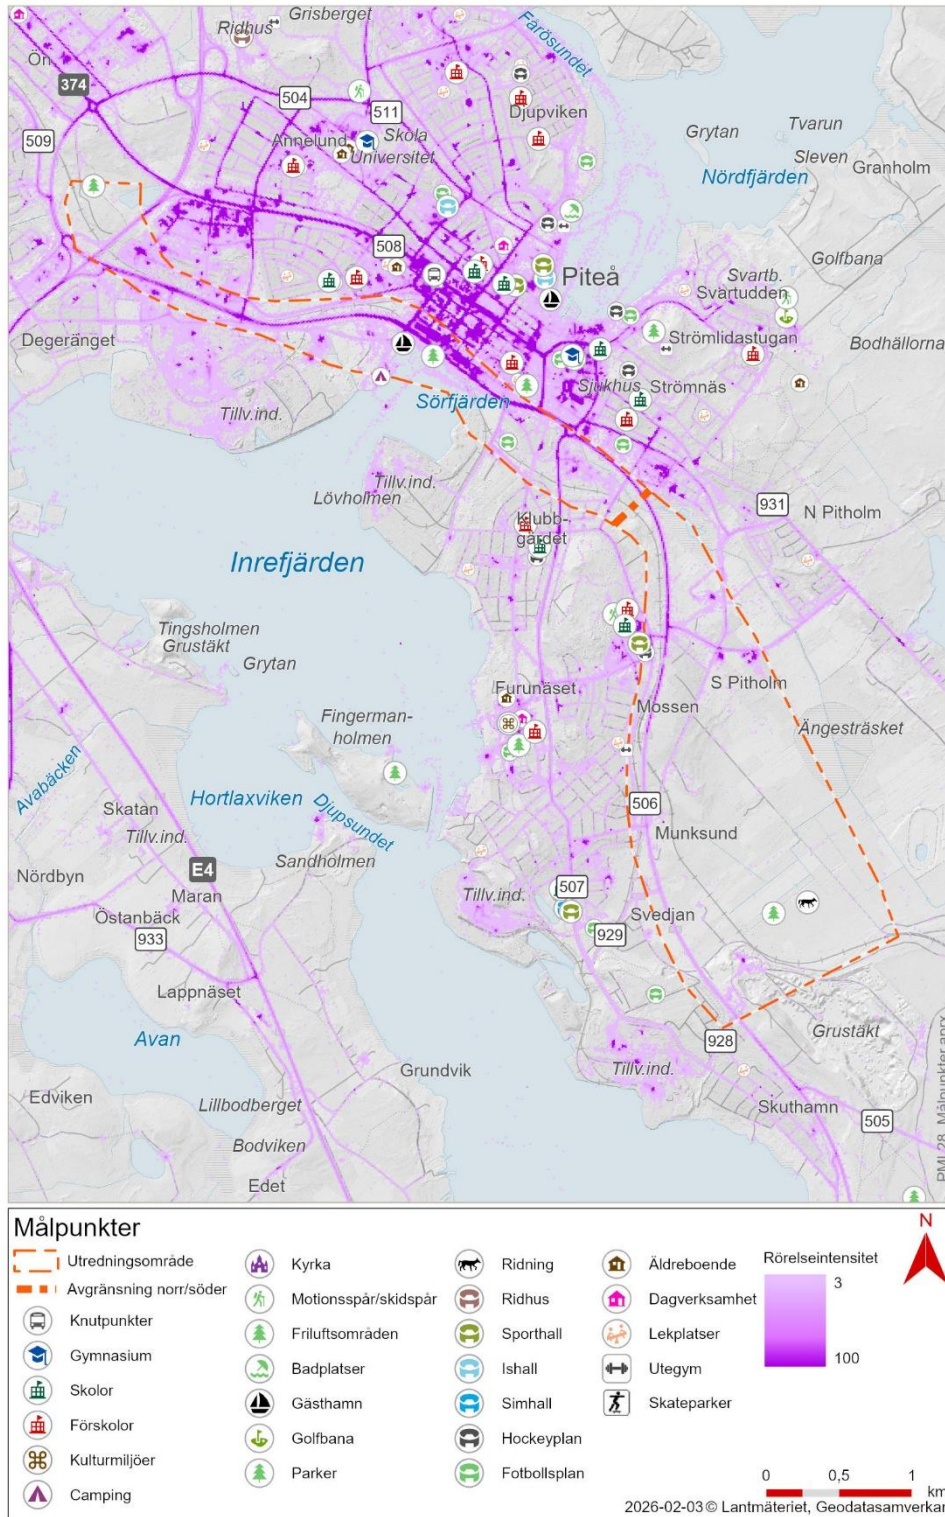 Grisberget
Ridhus
Farösundet
Ön
374
504
511
Djupviken
509
Annelund
Skola
Universitet
Grytan
Tvarun
Sleven
Granholm
Nördfjärden
508
Golfbana
Piteå
Svartb.
Svartudden
Degeränget
Strömlidastugan
Bodhällorna
Sjukhus
Strömnäs
Tillv.ind.
Sörfjärden
Tillv.ind.
Lövholmen
931
N Pitholm
Klubb-
gärdet
Inrefjärden
Tingsholmen
Grustäkt
Grytan
S Pitholm
Furunäset
Mossen
Fingerman-
holmen
Ängesträsket
Avabäcken
Hortlaxviken
Djupsundet
Skatan
506
Tillv.ind.
Munksund
Sandholmen
Nördbyn
E4
Maran
507
Tillv.ind.
Svedjan
Östanbäck
933
929
Lappnäset
Avan
Grustäkt
928
Grundvik
Tillv.ind.
Edviken
Lillbodberget
Skuthamn
505
Bodviken
Edet
PMI_28_Målpunkter.aprx
Målpunkter
Utredningsområde
Avgränsning norr/söder
Knutpunkter
Gymnasium
Skolor
Förskolor
Kulturmiljöer
Camping
Kyrka
Motionsspår/skidspår
Friluftsområden
Badplatser
Gästhamn
Golfbana
Parker
Ridning
Ridhus
Sporthall
Ishall
Simhall
Hockeyplan
Fotbollsplan
Äldreboende
Dagverksamhet
Lekplatser
Utegym
Skateparker
Rörelseintensitet
3
100
N
0 0,5 1
km
2026-02-03 © Lantmäteriet, Geodatasamverkan